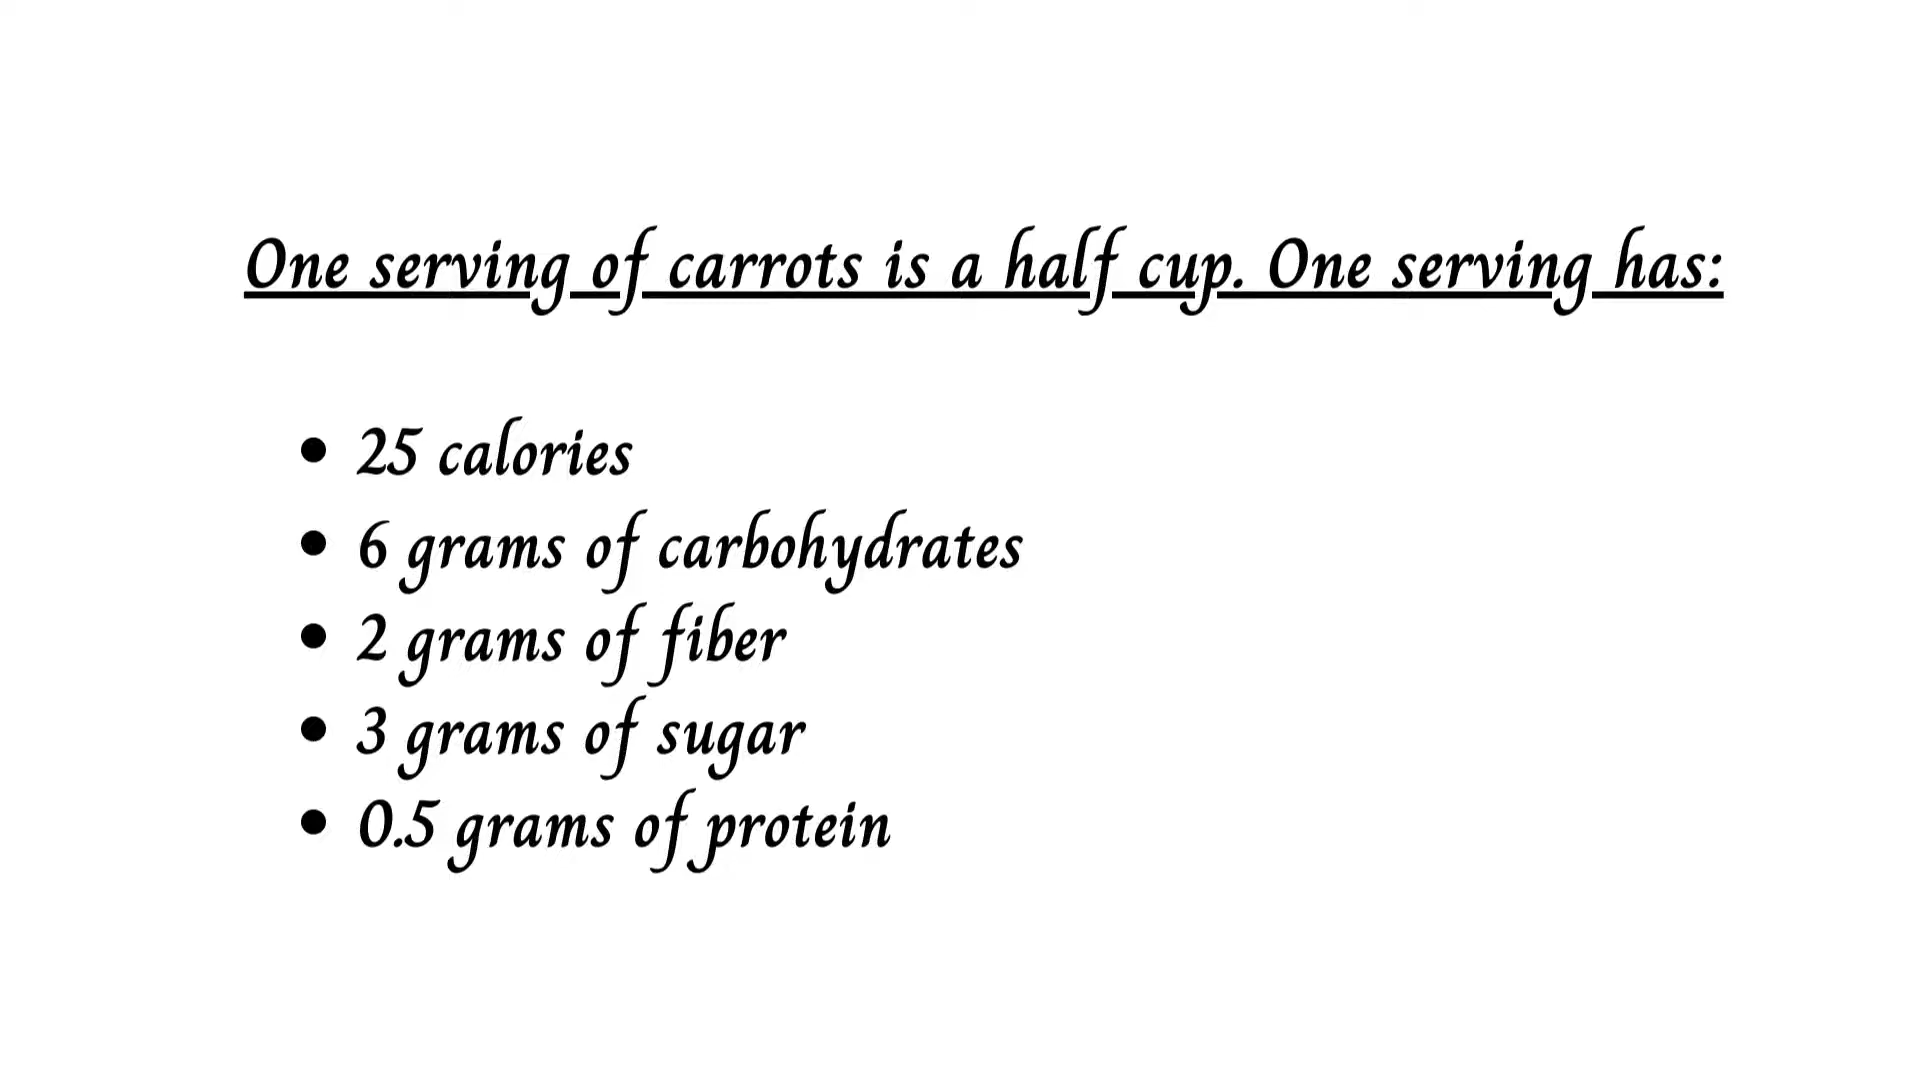 One serving of carrots is a half cup. One serving has:
• 25 calories
• 6 grams of carbohydrates
• 2 grams of fiber
• 3 grams of sugar
• 0.5 grams of protein